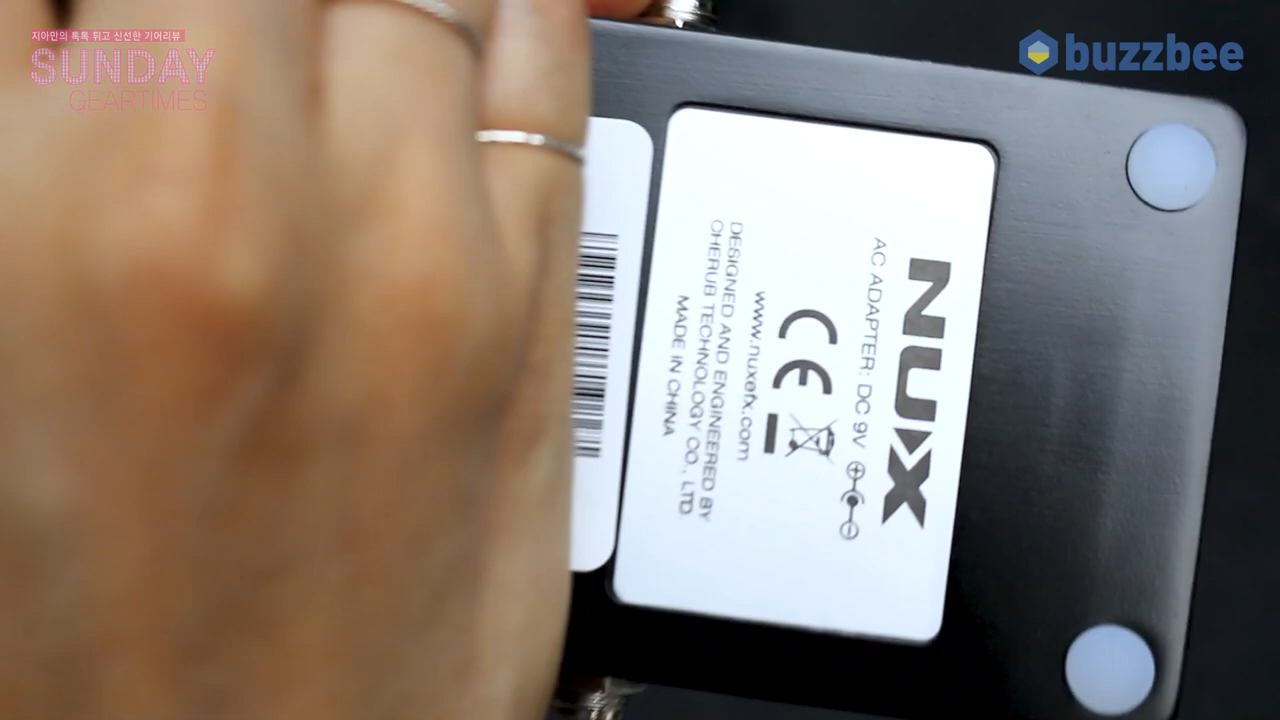 지아만의 톡톡 튀고 신선한 기어리뷰
SUNDAY
GEARTIMES
buzzbee
NUX
AC ADAPTER: DC 9V
CE
www.nuxefx.com
DESIGNED AND ENGINEERED BY
CHERUB TECHNOLOGY CO., LTD.
MADE IN CHINA